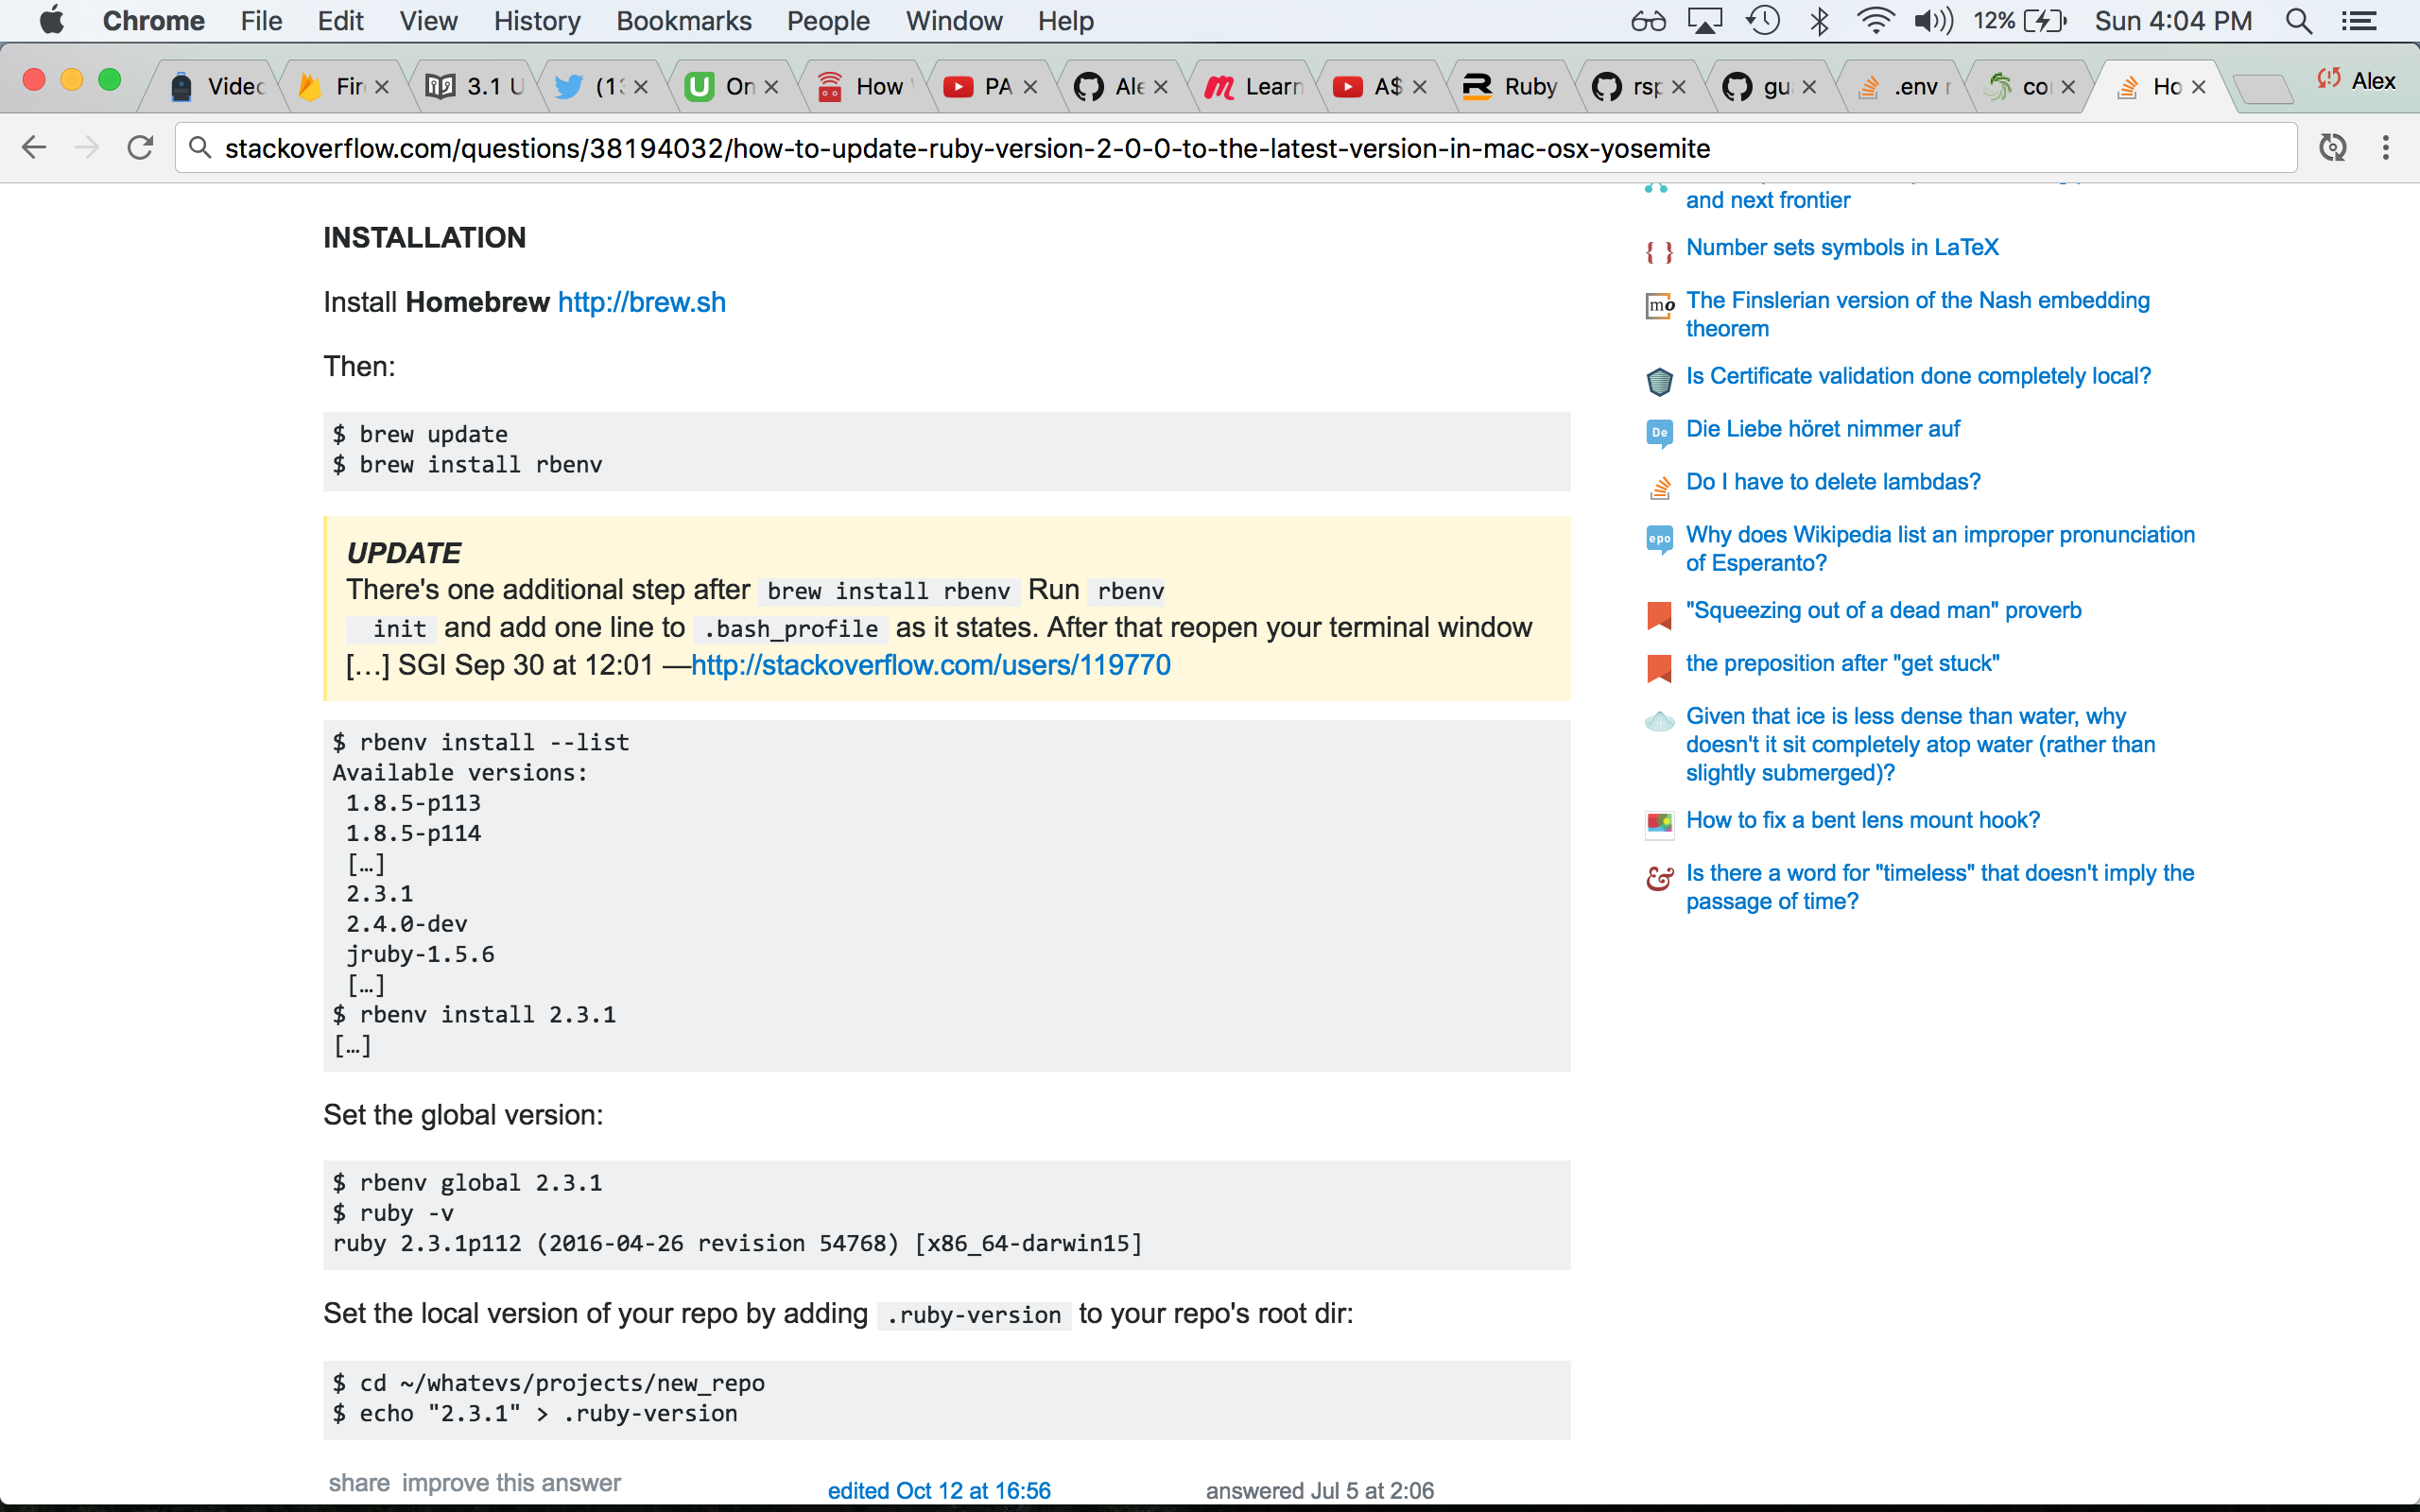 Chrome File Edit View History Bookmarks People Window Help 12% Sun 4:04 PM
Video Fire 3.1 U (13 On How PA Ale Learn A$ Ruby rsp gu .env co Ho Alex
stackoverflow.com/questions/38194032/how-to-update-ruby-version-2-0-0-to-the-latest-version-in-mac-osx-yosemite
INSTALLATION
Install Homebrew http://brew.sh
Then:
$ brew update
$ brew install rbenv
UPDATE
There's one additional step after brew install rbenv Run rbenv
init and add one line to .bash_profile as it states. After that reopen your terminal window
[…] SGI Sep 30 at 12:01 —http://stackoverflow.com/users/119770
$ rbenv install --list
Available versions:
1.8.5-p113
1.8.5-p114
[…]
2.3.1
2.4.0-dev
jruby-1.5.6
[…]
$ rbenv install 2.3.1
[…]
Set the global version:
$ rbenv global 2.3.1
$ ruby -v
ruby 2.3.1p112 (2016-04-26 revision 54768) [x86_64-darwin15]
Set the local version of your repo by adding .ruby-version to your repo's root dir:
$ cd ~/whatevs/projects/new_repo
$ echo "2.3.1" > .ruby-version
share improve this answer
edited Oct 12 at 16:56
answered Jul 5 at 2:06
and next frontier
{ } Number sets symbols in LaTeX
mo The Finslerian version of the Nash embedding
theorem
Is Certificate validation done completely local?
De Die Liebe höret nimmer auf
Do I have to delete lambdas?
epo Why does Wikipedia list an improper pronunciation
of Esperanto?
"Squeezing out of a dead man" proverb
the preposition after "get stuck"
Given that ice is less dense than water, why
doesn't it sit completely atop water (rather than
slightly submerged)?
How to fix a bent lens mount hook?
& Is there a word for "timeless" that doesn't imply the
passage of time?